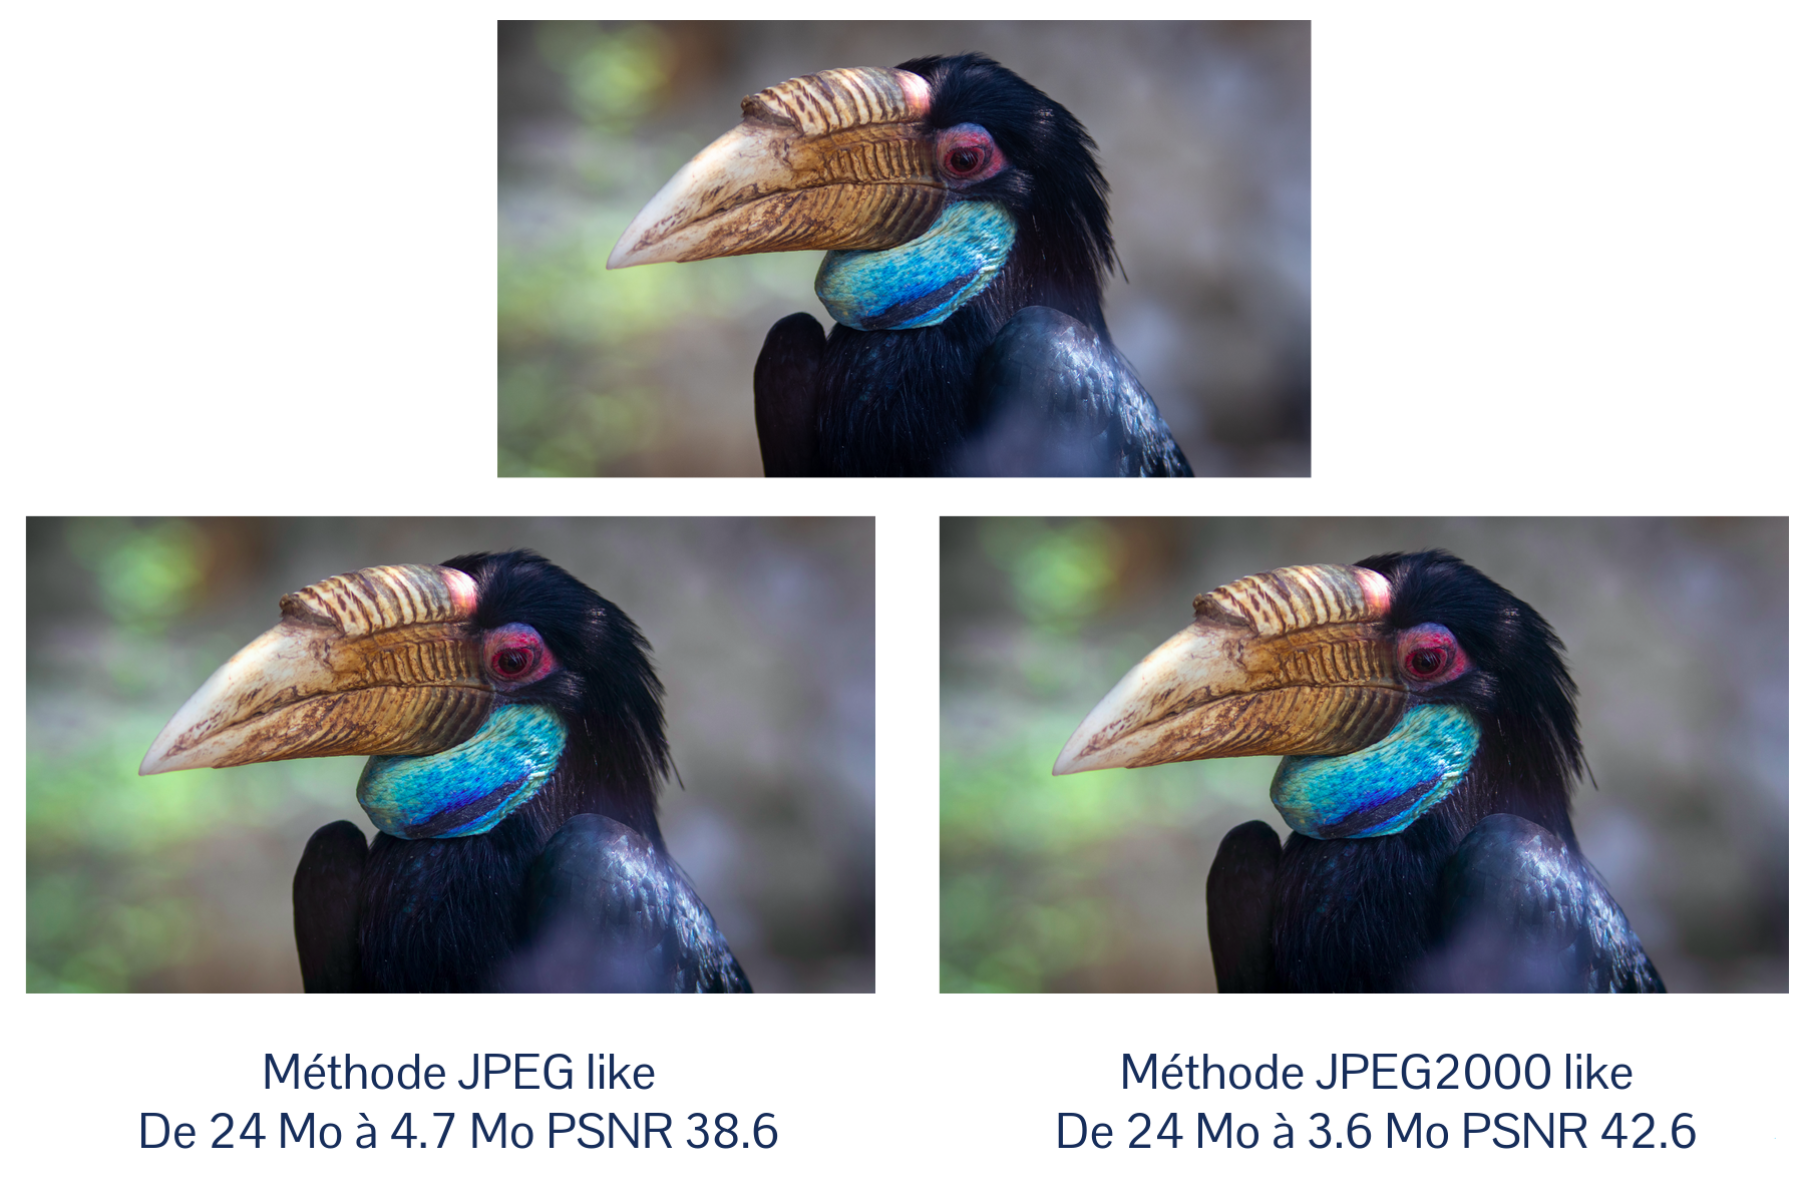 Méthode JPEG like
De 24 Mo à 4.7 Mo PSNR 38.6
Méthode JPEG2000 like
De 24 Mo à 3.6 Mo PSNR 42.6